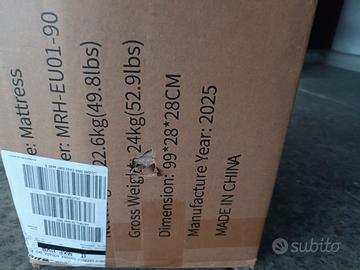 e: Mattress
er: MRH-EU01-90
22.6kg(49.8lbs)
Gross Weight: 24kg(52.9lbs)
Dimension: 99*28*28CM
Manufacture Year: 2025
MADE IN CHINA
subito